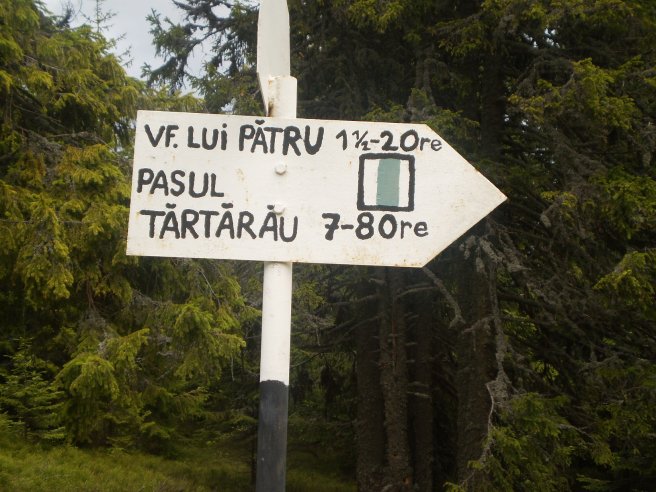 VF. LUI PĂTRU 1½-2Ore
PASUL
TĂRTĂRĂU 7-8Ore